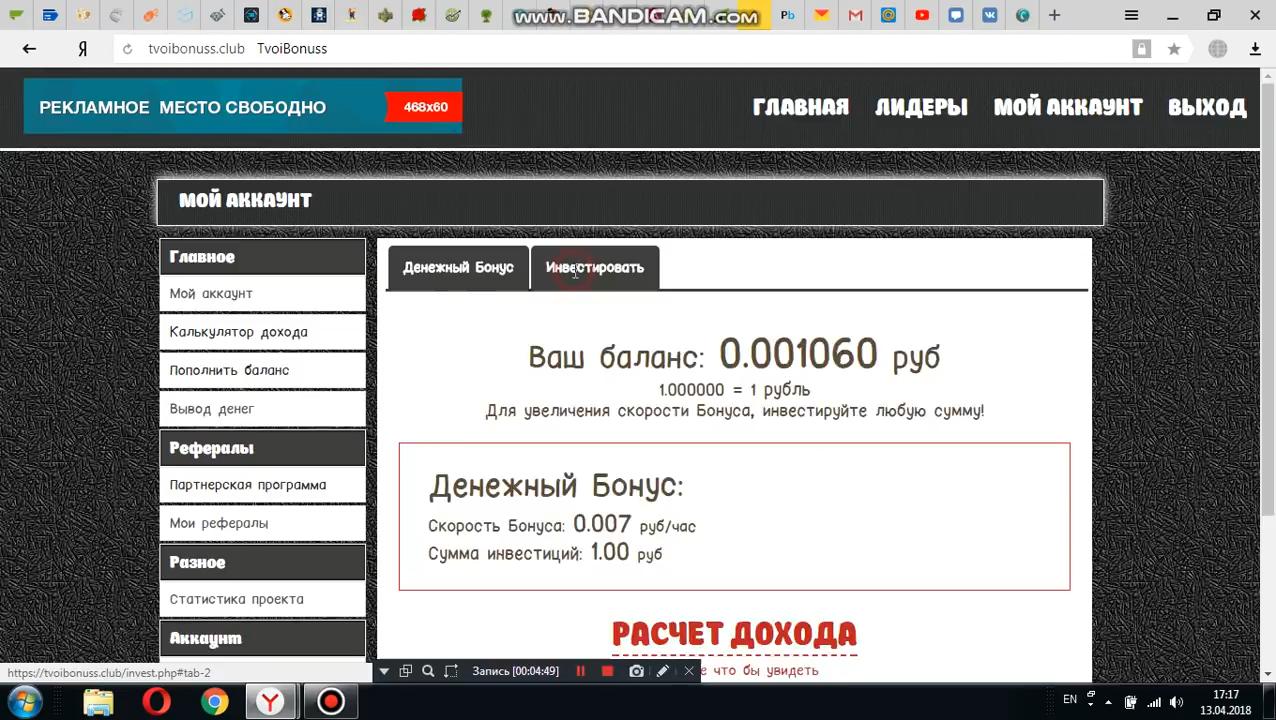 www.BANDICAM.com
Pb
Я
tvoibonuss.club TvoiBonuss
РЕКЛАМНОЕ МЕСТО СВОБОДНО 468x60
ГЛАВНАЯ ЛИДЕРЫ МОЙ АККАУНТ ВЫХОД
МОЙ АККАУНТ
Главное
Мой аккаунт
Калькулятор дохода
Пополнить баланс
Вывод денег
Рефералы
Партнерская программа
Мои рефералы
Разное
Статистика проекта
Аккаунт
Денежный Бонус Инвестировать
Ваш баланс: 0.001060 руб
1.000000 = 1 рубль
Для увеличения скорости Бонуса, инвестируйте любую сумму!
Денежный Бонус:
Скорость Бонуса: 0.007 руб/час
Сумма инвестиций: 1.00 руб
РАСЧЕТ ДОХОДА
что бы увидеть
https://tvoibonuss.club/invest.php#tab-2
Запись [00:04:49]
EN
17:17
13.04.2018